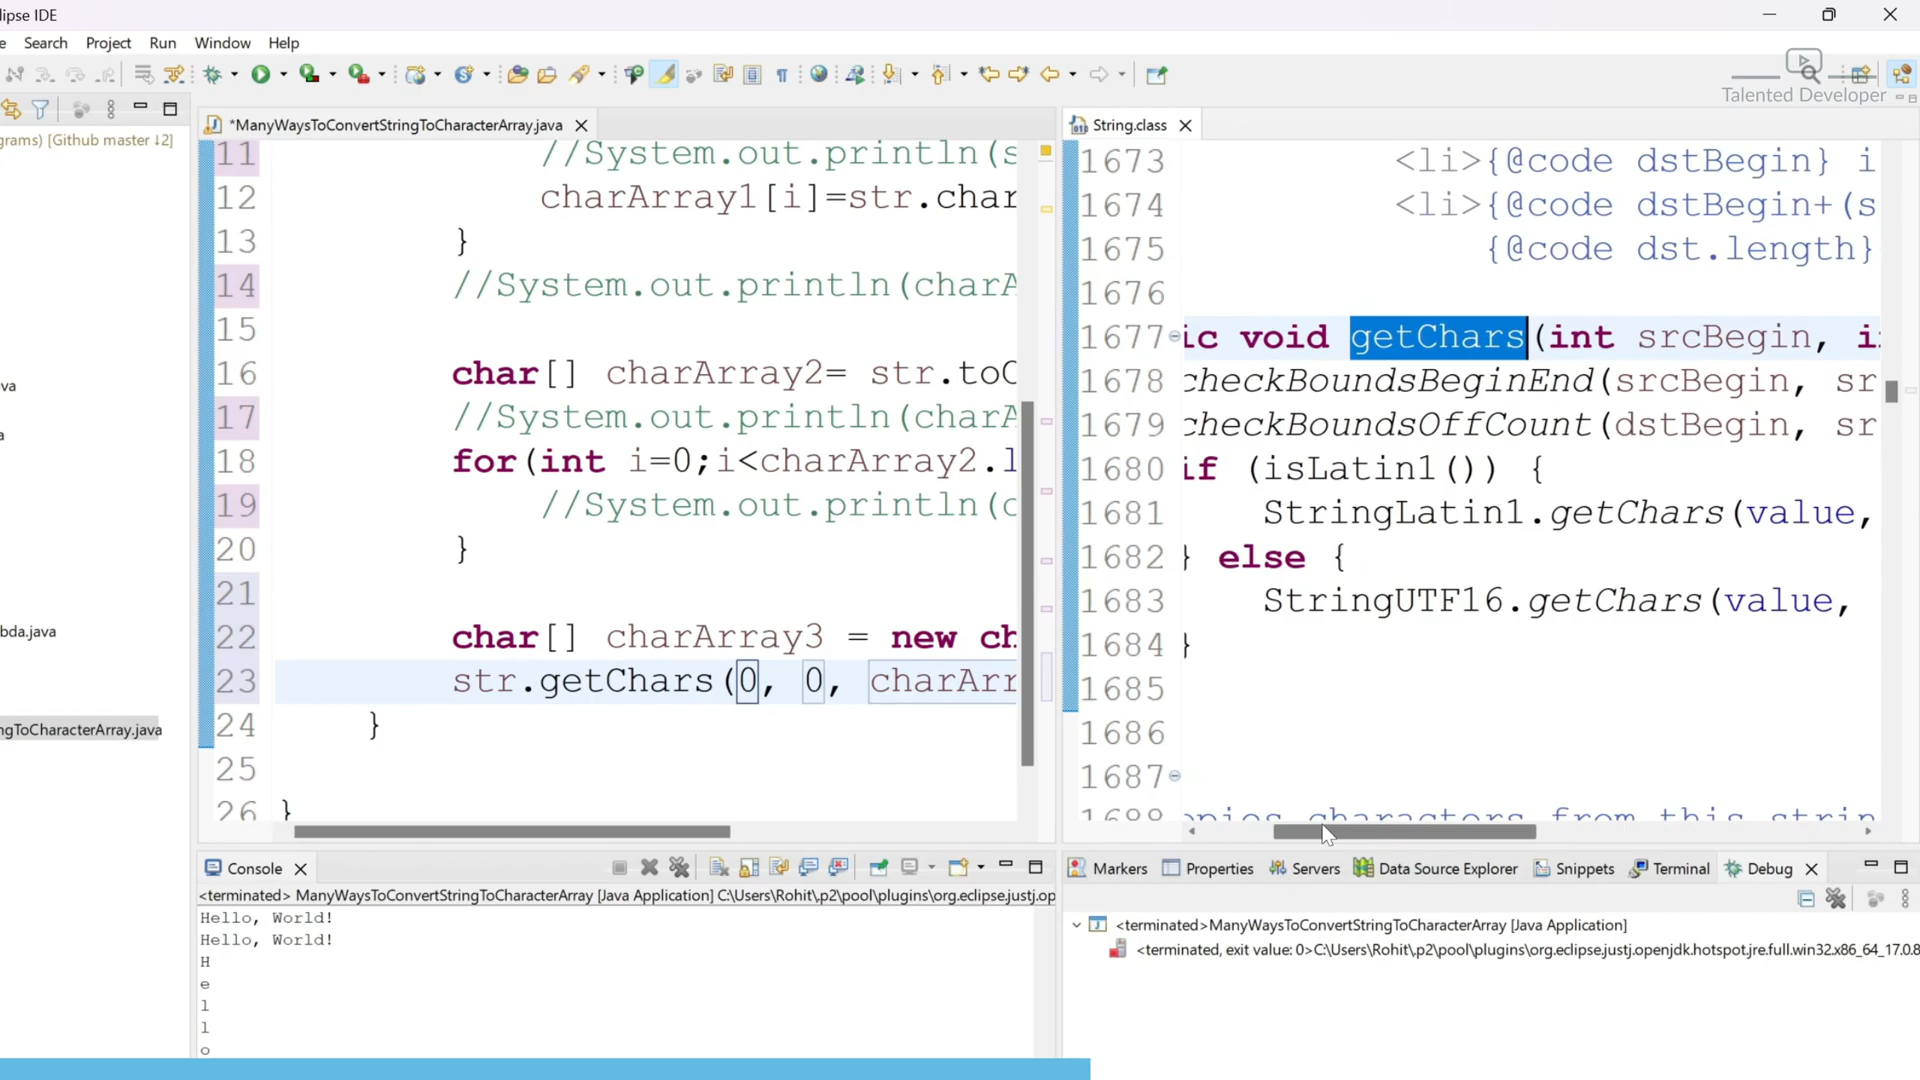 lipse IDE
e Search Project Run Window Help
Talented Developer
grams) [Github master ↓2]
va
a
bda.java
ngToCharacterArray.java
*ManyWaysToConvertStringToCharacterArray.java
11 //System.out.println(s
12 charArray1[i]=str.char
13 }
14 //System.out.println(charA
15
16 char[] charArray2= str.toC
17 //System.out.println(charA
18 for(int i=0;i<charArray2.l
19 //System.out.println(c
20 }
21
22 char[] charArray3 = new ch
23 str.getChars(0, 0, charArr
24 }
25
26 }
String.class
1673 <li>{@code dstBegin} i
1674 <li>{@code dstBegin+(s
1675 {@code dst.length}
1676
1677 ic void getChars(int srcBegin, i
1678 checkBoundsBeginEnd(srcBegin, sr
1679 checkBoundsOffCount(dstBegin, sr
1680 if (isLatin1()) {
1681 StringLatin1.getChars(value,
1682 } else {
1683 StringUTF16.getChars(value,
1684 }
1685
1686
1687
1688 opies characters from this strin
Console
<terminated> ManyWaysToConvertStringToCharacterArray [Java Application] C:\Users\Rohit\.p2\pool\plugins\org.eclipse.justj.op
Hello, World!
Hello, World!
H
e
l
l
o
Markers Properties Servers Data Source Explorer Snippets Terminal Debug
<terminated>ManyWaysToConvertStringToCharacterArray [Java Application]
<terminated, exit value: 0>C:\Users\Rohit\.p2\pool\plugins\org.eclipse.justj.openjdk.hotspot.jre.full.win32.x86_64_17.0.8